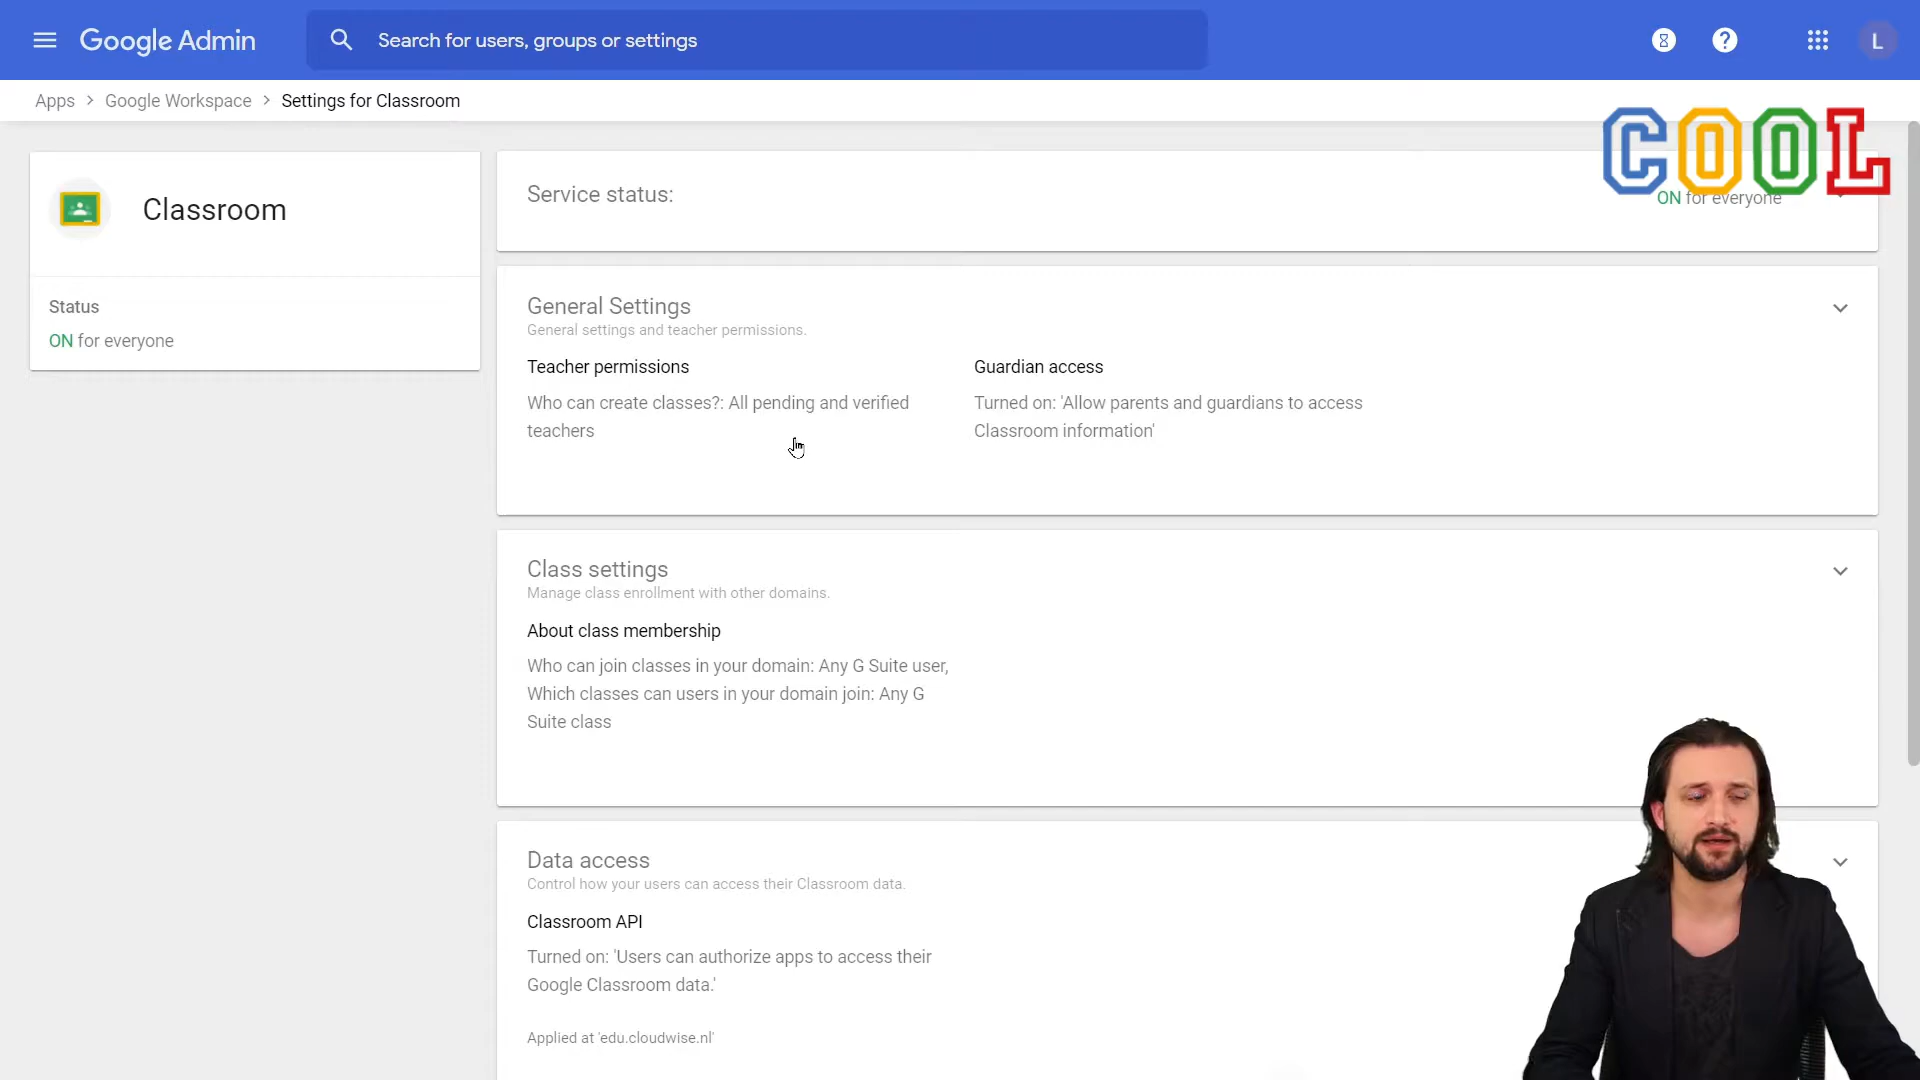 Google Admin
Search for users, groups or settings
L
Apps > Google Workspace > Settings for Classroom
COOL
Classroom
Status
ON for everyone
Service status:
ON for everyone
General Settings
General settings and teacher permissions.
Teacher permissions
Who can create classes?: All pending and verified
teachers
Guardian access
Turned on: 'Allow parents and guardians to access
Classroom information'
Class settings
Manage class enrollment with other domains.
About class membership
Who can join classes in your domain: Any G Suite user,
Which classes can users in your domain join: Any G
Suite class
Data access
Control how your users can access their Classroom data.
Classroom API
Turned on: 'Users can authorize apps to access their
Google Classroom data.'
Applied at 'edu.cloudwise.nl'